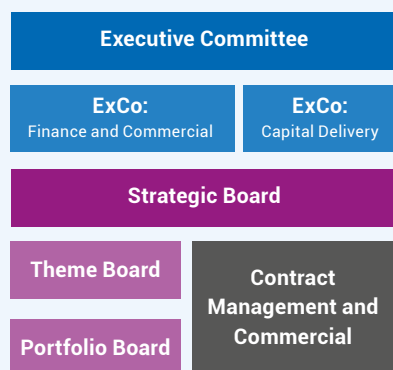 Executive Committee
ExCo:
Finance and Commercial
ExCo:
Capital Delivery
Strategic Board
Theme Board
Portfolio Board
Contract
Management and
Commercial